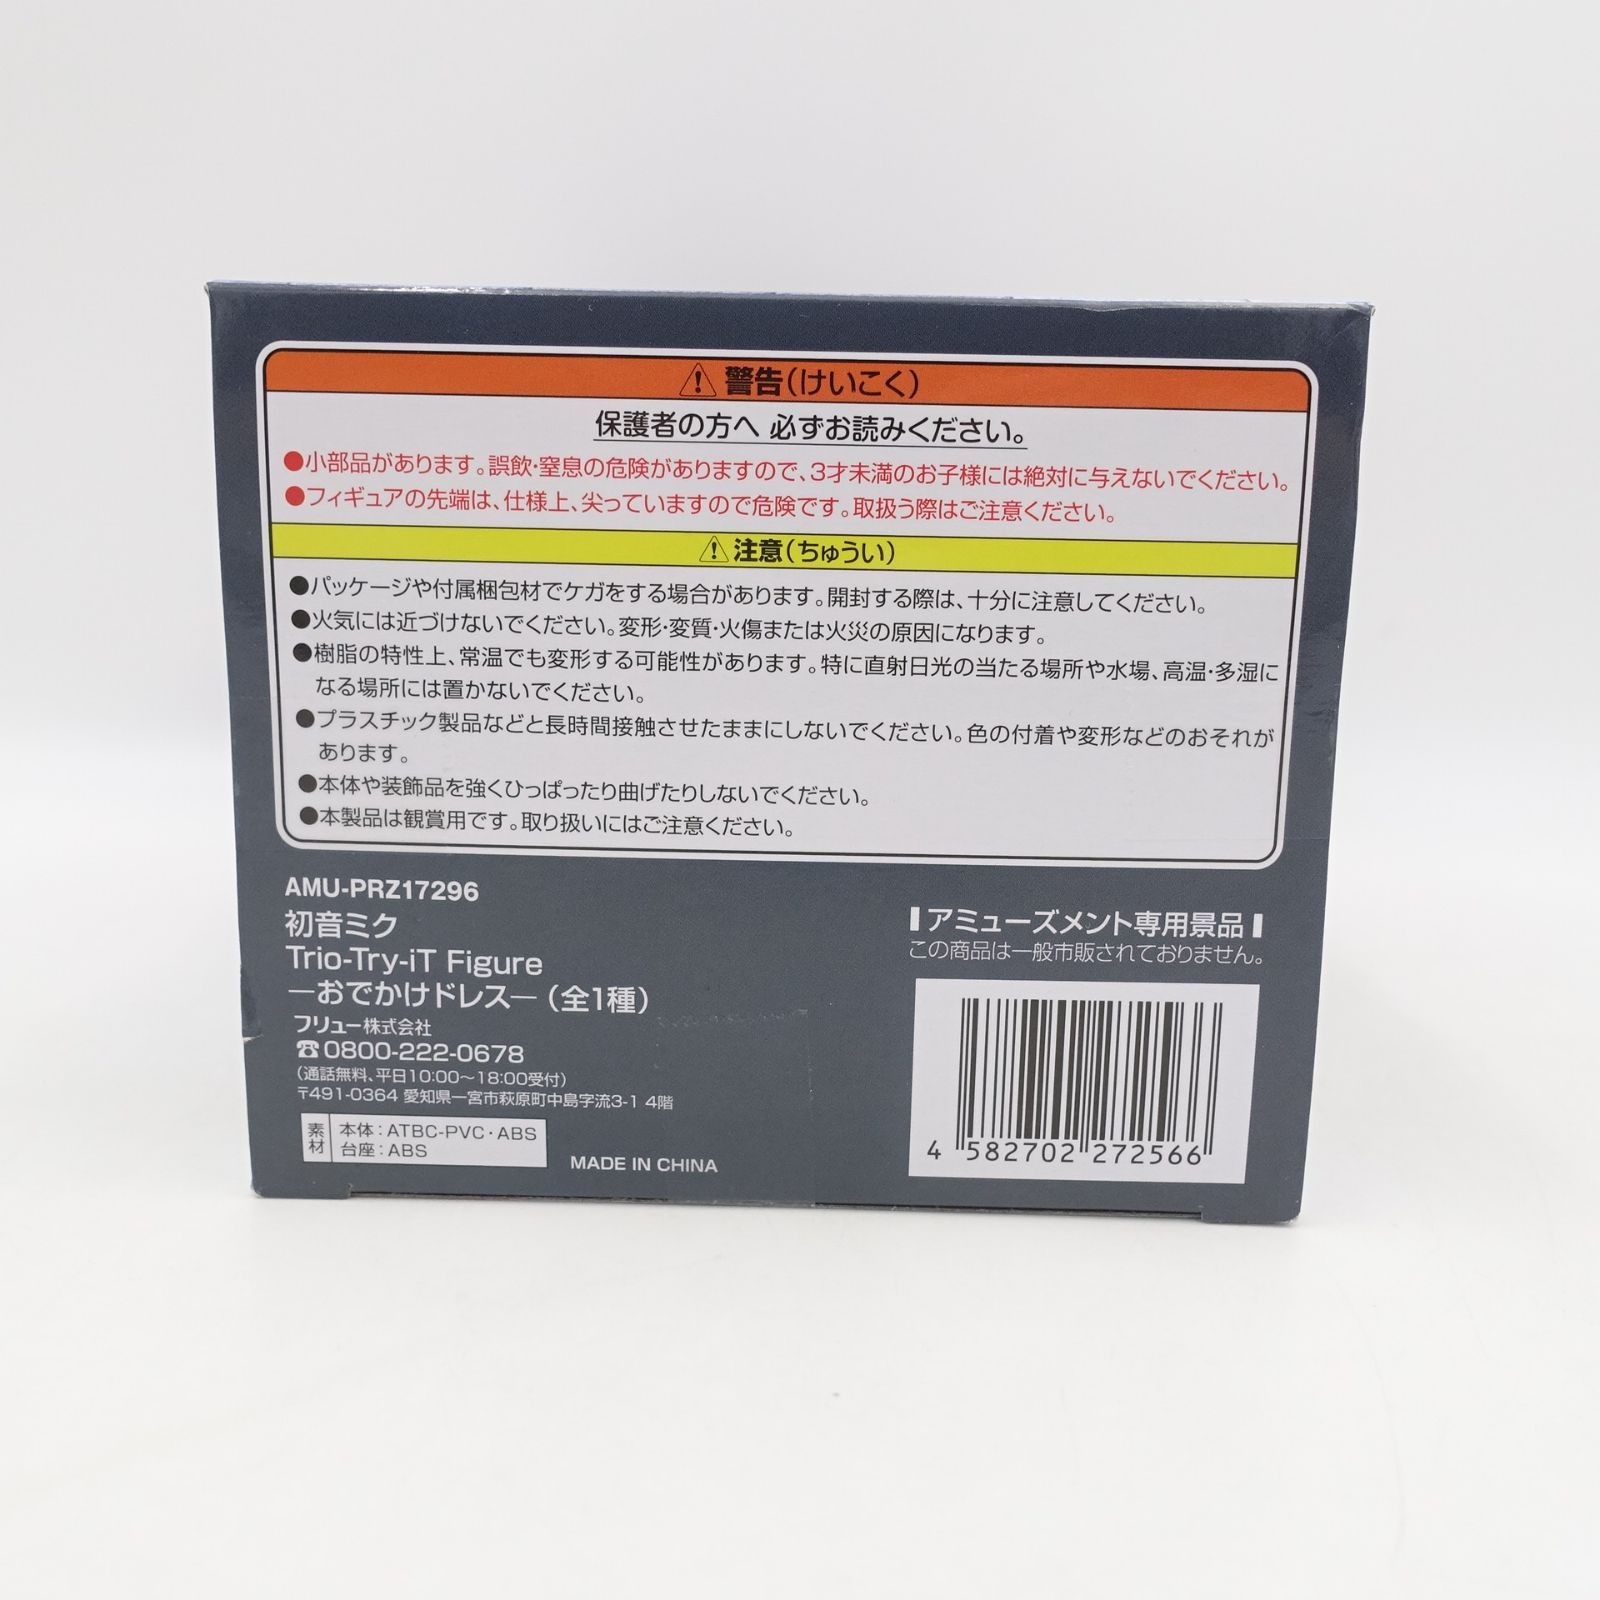 ⚠警告(けいこく)
保護者の方へ 必ずお読みください。
●小部品があります。誤飲・窒息の危険がありますので、3才未満のお子様には絶対に与えないでください。
●フィギュアの先端は、仕様上、尖っていますので危険です。取扱う際はご注意ください。
⚠注意(ちゅうい)
●パッケージや付属梱包材でケガをする場合があります。開封する際は、十分に注意してください。
●火気には近づけないでください。変形・変質・火傷または火災の原因になります。
●樹脂の特性上、常温でも変形する可能性があります。特に直射日光の当たる場所や水場、高温・多湿に
なる場所には置かないでください。
●プラスチック製品などと長時間接触させたままにしないでください。色の付着や変形などのおそれが
あります。
●本体や装飾品を強くひっぱったり曲げたりしないでください。
●本製品は観賞用です。取り扱いにはご注意ください。
AMU-PRZ17296
初音ミク
Trio-Try-iT Figure
―おでかけドレス―(全1種)
フリュー株式会社
☎0800-222-0678
(通話無料、平日10:00〜18:00受付)
〒491-0364 愛知県一宮市萩原町中島字流3-1 4階
素材
本体:ATBC-PVC・ABS
台座:ABS
MADE IN CHINA
アミューズメント専用景品
この商品は一般市販されておりません。
4 582702 272566